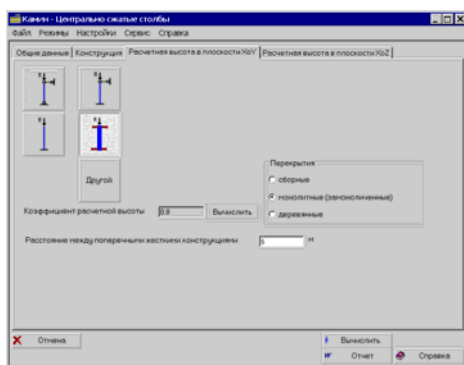 Камин - Центрально сжатые столбы
Файл Режимы Настройки Сервис Справка
Общие данные Конструкция Расчетная высота в плоскости XoY Расчетная высота в плоскости XoZ
Другой
Перекрытия
сборные
монолитные (замоноличенные)
деревянные
Коэффициент расчетной высоты 0.8 Вычислить
Расстояние между поперечными жесткими конструкциями м
Отмена
Вычислить
Отчет Справка